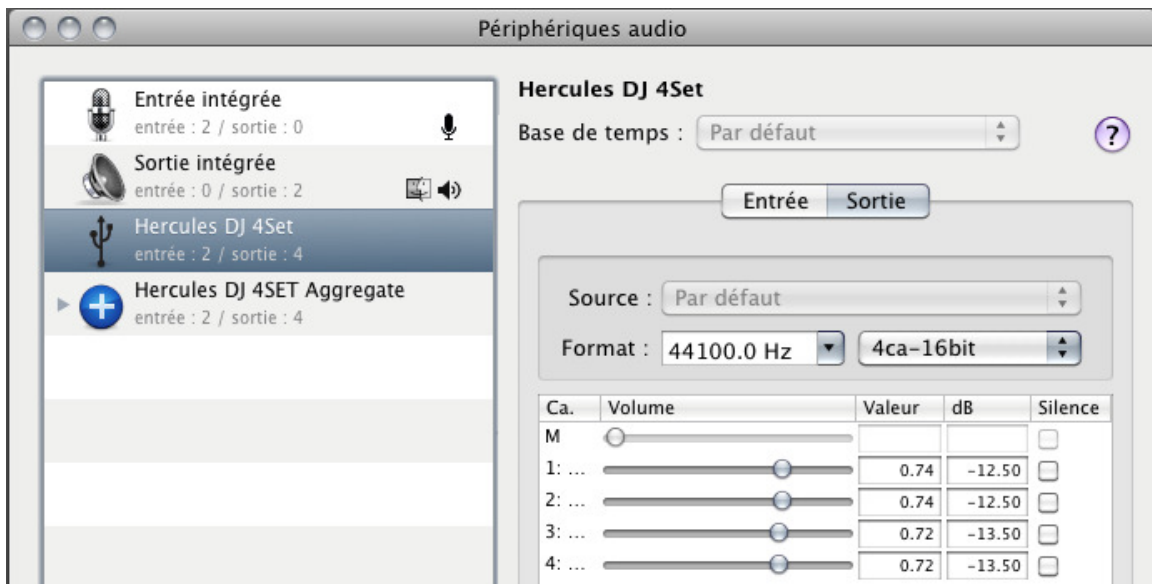 Périphériques audio
Entrée intégrée
entrée : 2 / sortie : 0
Sortie intégrée
entrée : 0 / sortie : 2
Hercules DJ 4Set
entrée : 2 / sortie : 4
Hercules DJ 4SET Aggregate
entrée : 2 / sortie : 4
Hercules DJ 4Set
Base de temps : Par défaut
?
Entrée Sortie
Source : Par défaut
Format : 44100.0 Hz 4ca-16bit
Ca. Volume Valeur dB Silence
M
1: ... 0.74 -12.50
2: ... 0.74 -12.50
3: ... 0.72 -13.50
4: ... 0.72 -13.50